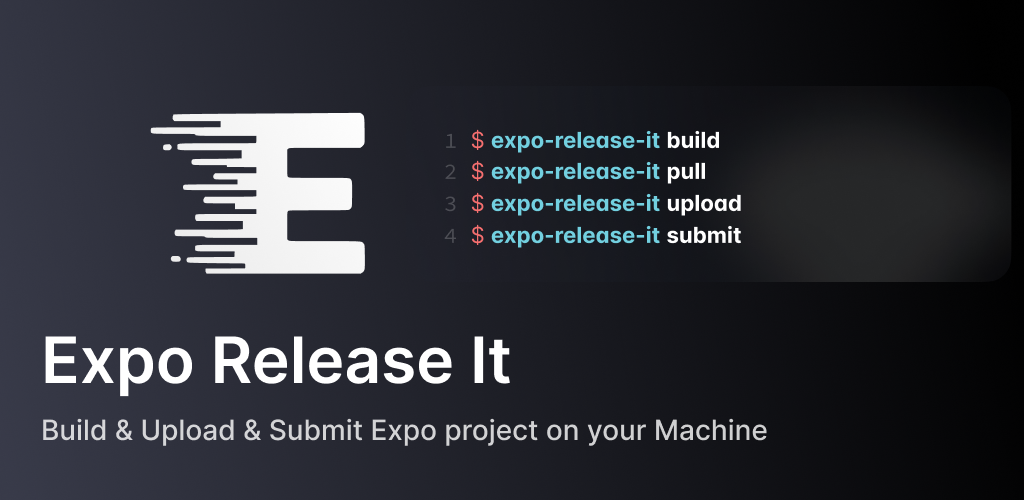 E
1 $ expo-release-it build
2 $ expo-release-it pull
3 $ expo-release-it upload
4 $ expo-release-it submit
Expo Release It
Build & Upload & Submit Expo project on your Machine